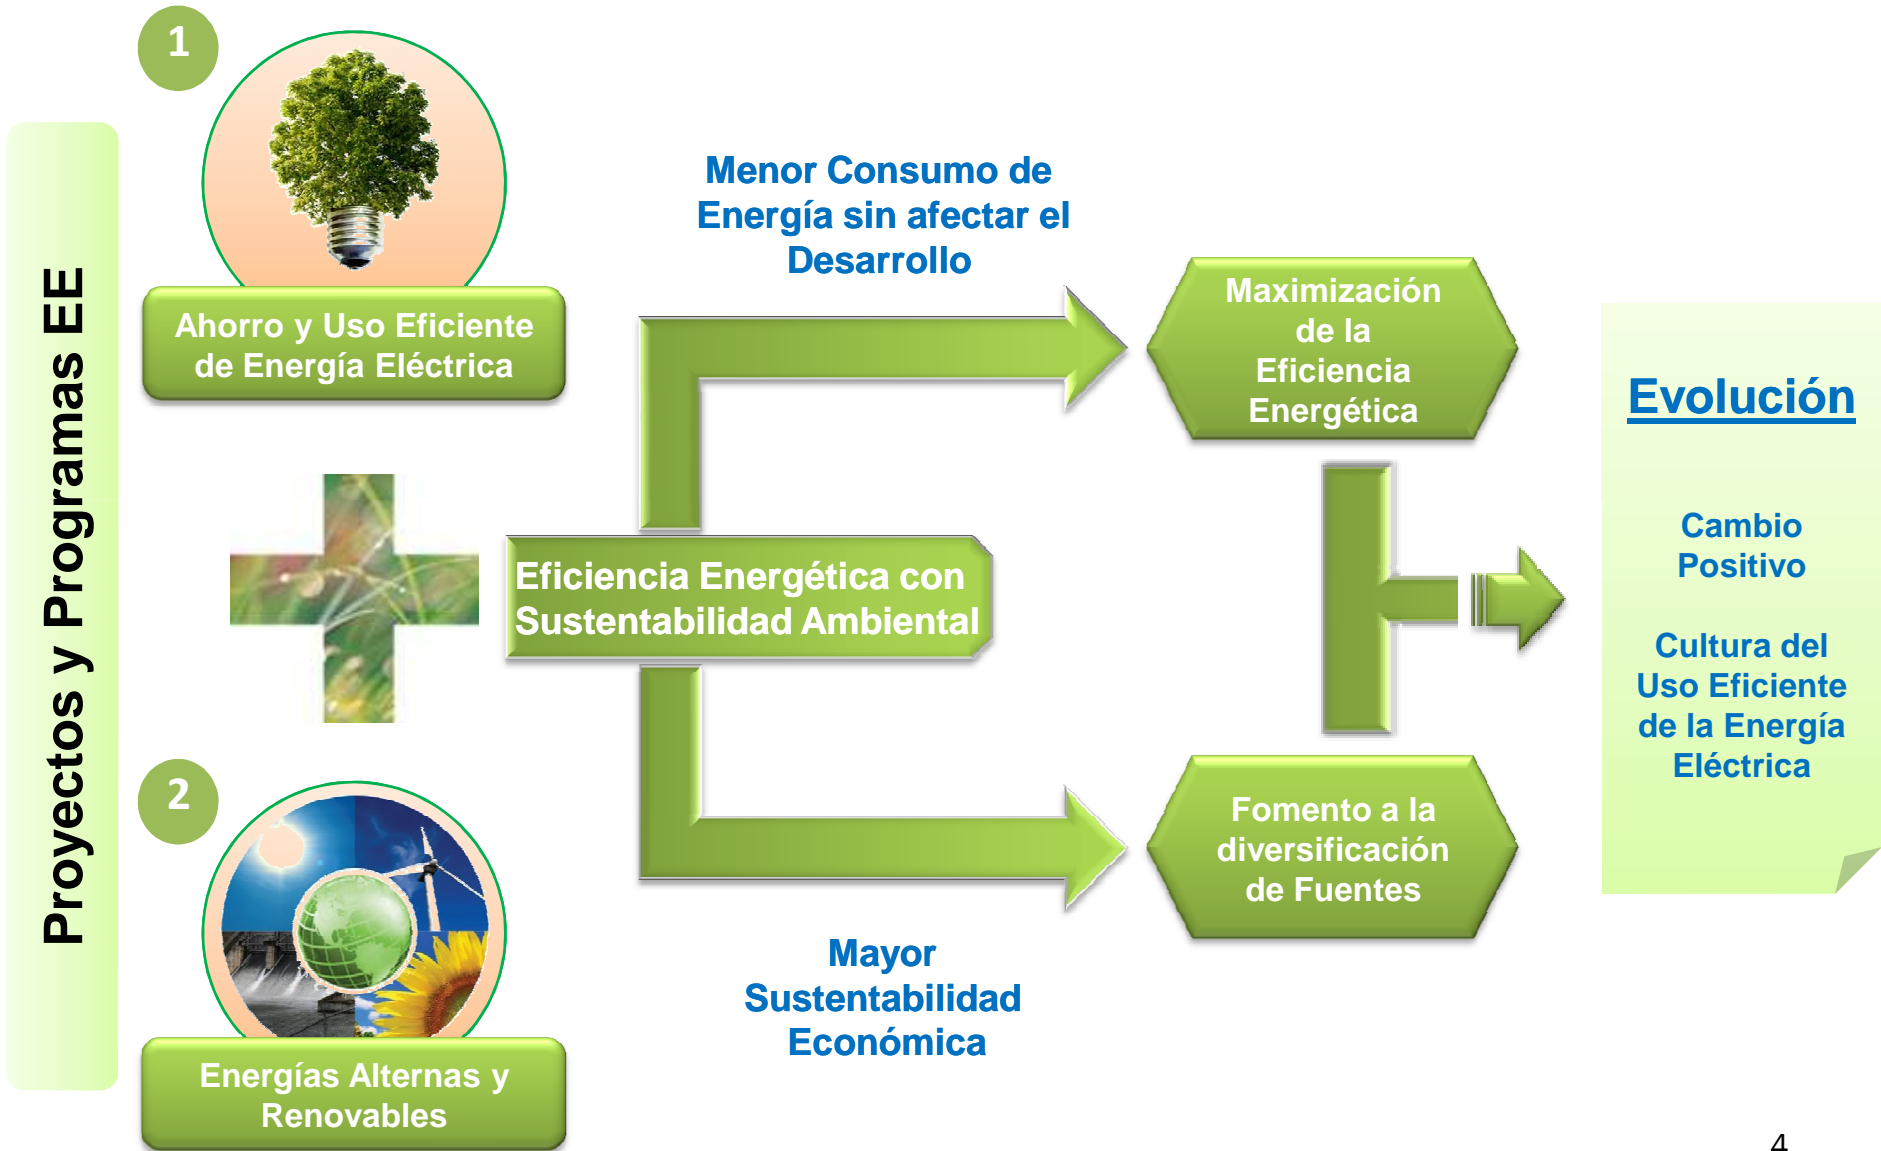 Proyectos y Programas EE
1
Ahorro y Uso Eficiente
de Energía Eléctrica
2
Energías Alternas y
Renovables
Eficiencia Energética con
Sustentabilidad Ambiental
Menor Consumo de
Energía sin afectar el
Desarrollo
Mayor
Sustentabilidad
Económica
Maximización
de la
Eficiencia
Energética
Fomento a la
diversificación
de Fuentes
Evolución
Cambio
Positivo
Cultura del
Uso Eficiente
de la Energía
Eléctrica
4